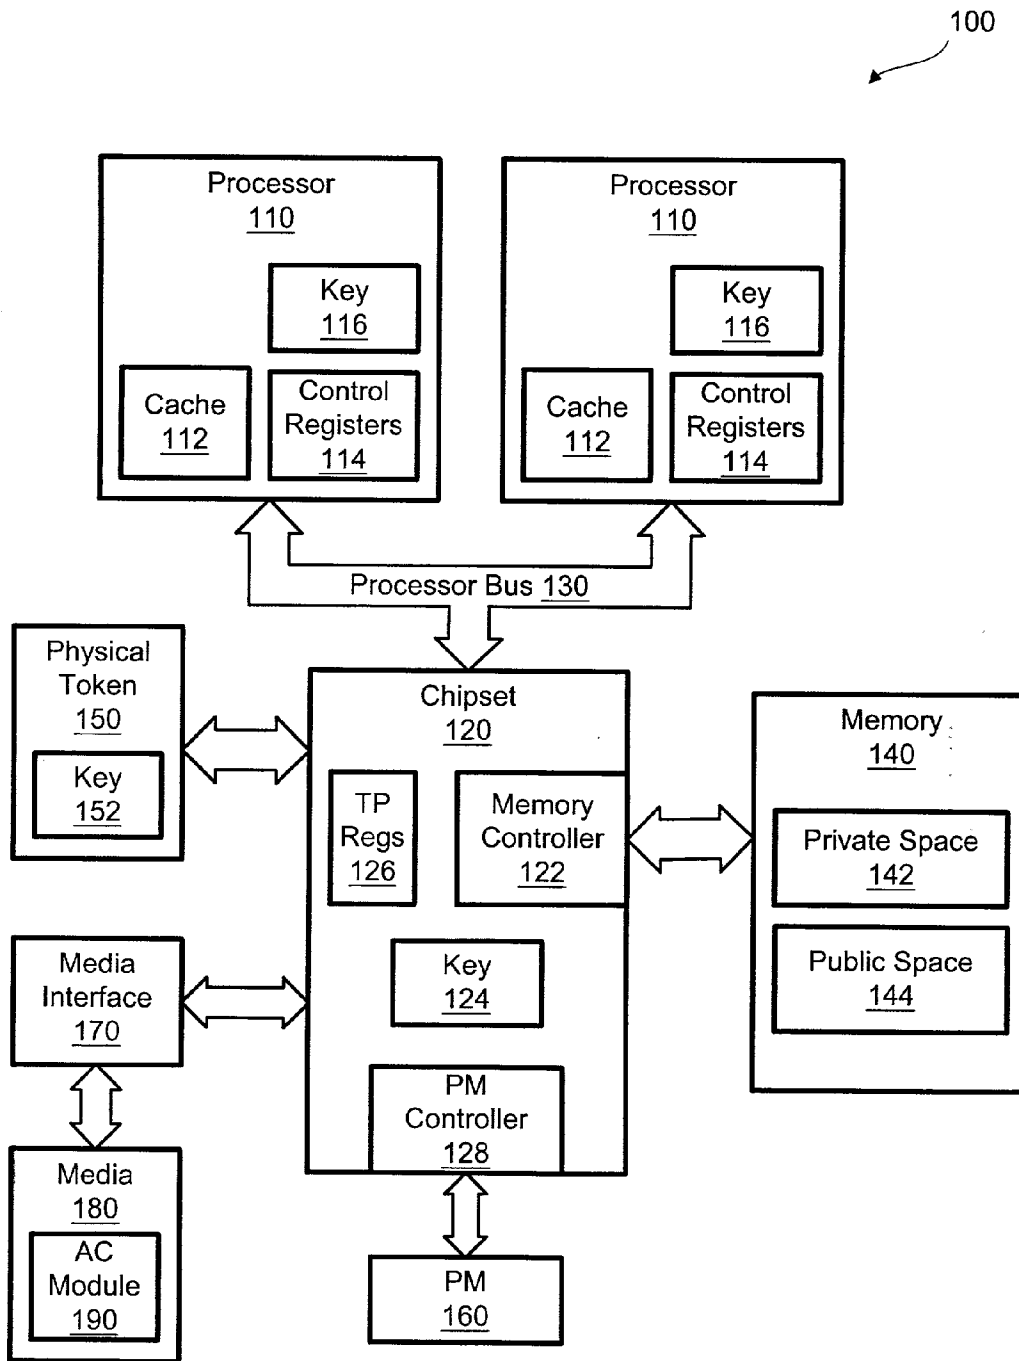 100
Processor
110
Key
116
Cache
112
Control
Registers
114
Processor
110
Key
116
Cache
112
Control
Registers
114
Processor Bus 130
Physical
Token
150
Key
152
Chipset
120
TP
Regs
126
Memory
Controller
122
Key
124
PM
Controller
128
Memory
140
Private Space
142
Public Space
144
Media
Interface
170
Media
180
AC
Module
190
PM
160